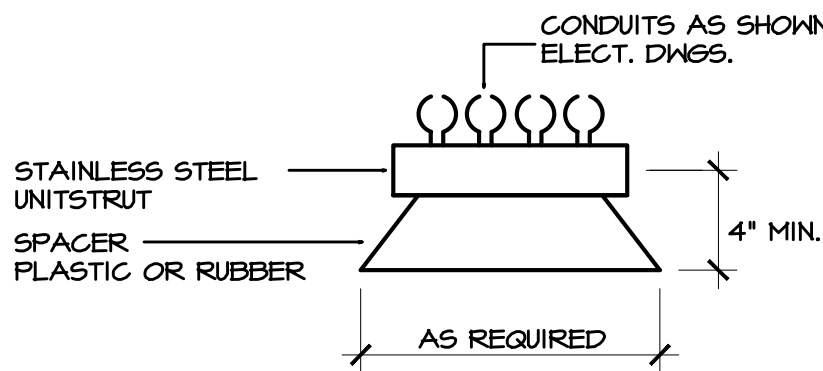 CONDUITS AS SHOWN
ELECT. DWGS.
STAINLESS STEEL
UNITSTRUT
SPACER
PLASTIC OR RUBBER
4" MIN.
AS REQUIRED